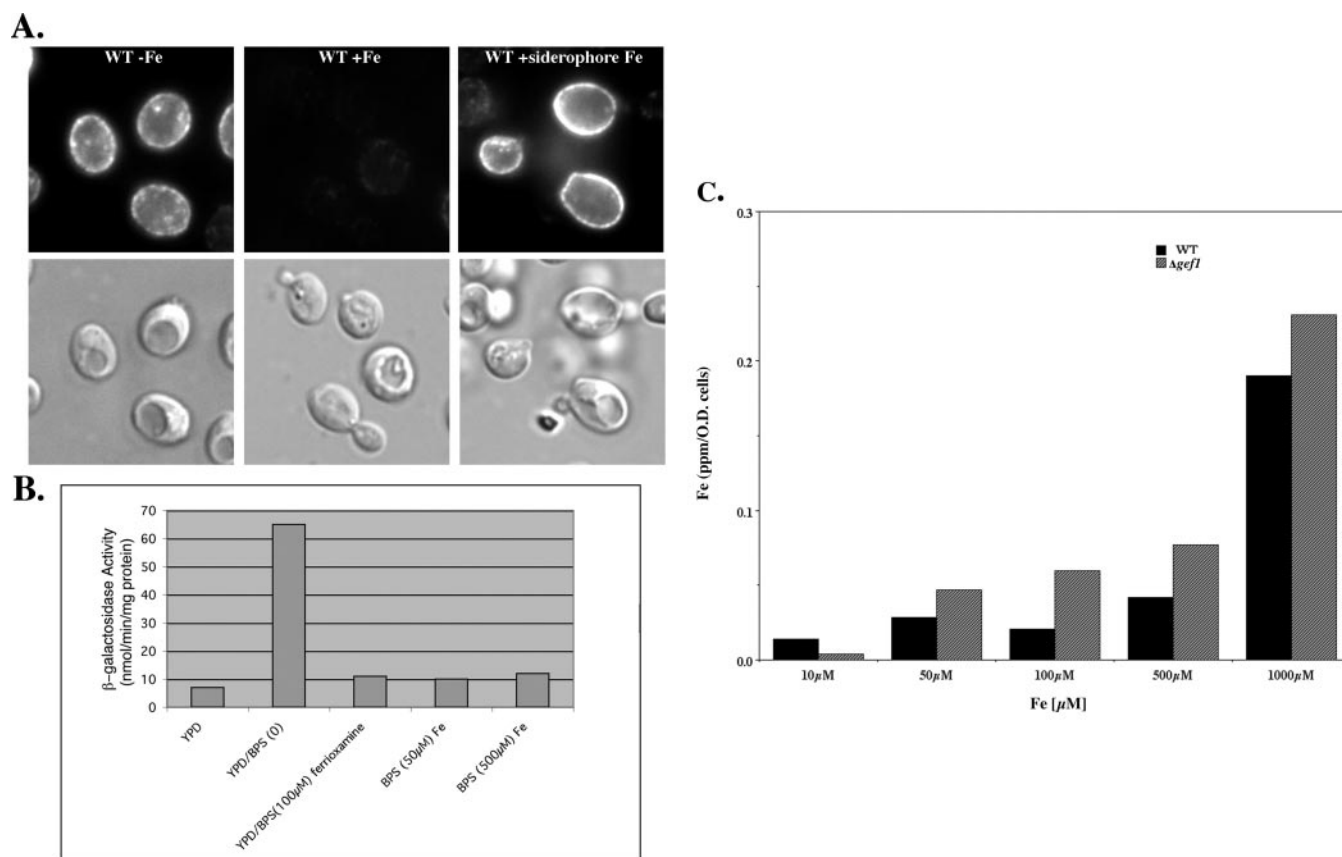 A.
WT -Fe
WT +Fe
WT +siderophore Fe
B.
β-galactosidase Activity
(nmol/min/mg protein)
70
60
50
40
30
20
10
0
YPD
YPD/BPS (0)
YPD/BPS(100µM) ferrioxamine
BPS (50µM) Fe
BPS (500µM) Fe
C.
Fe (ppm/O.D. cells)
0.3
0.2
0.1
0.0
WT
Δgef1
10µM
50µM
100µM
500µM
1000µM
Fe [µM]